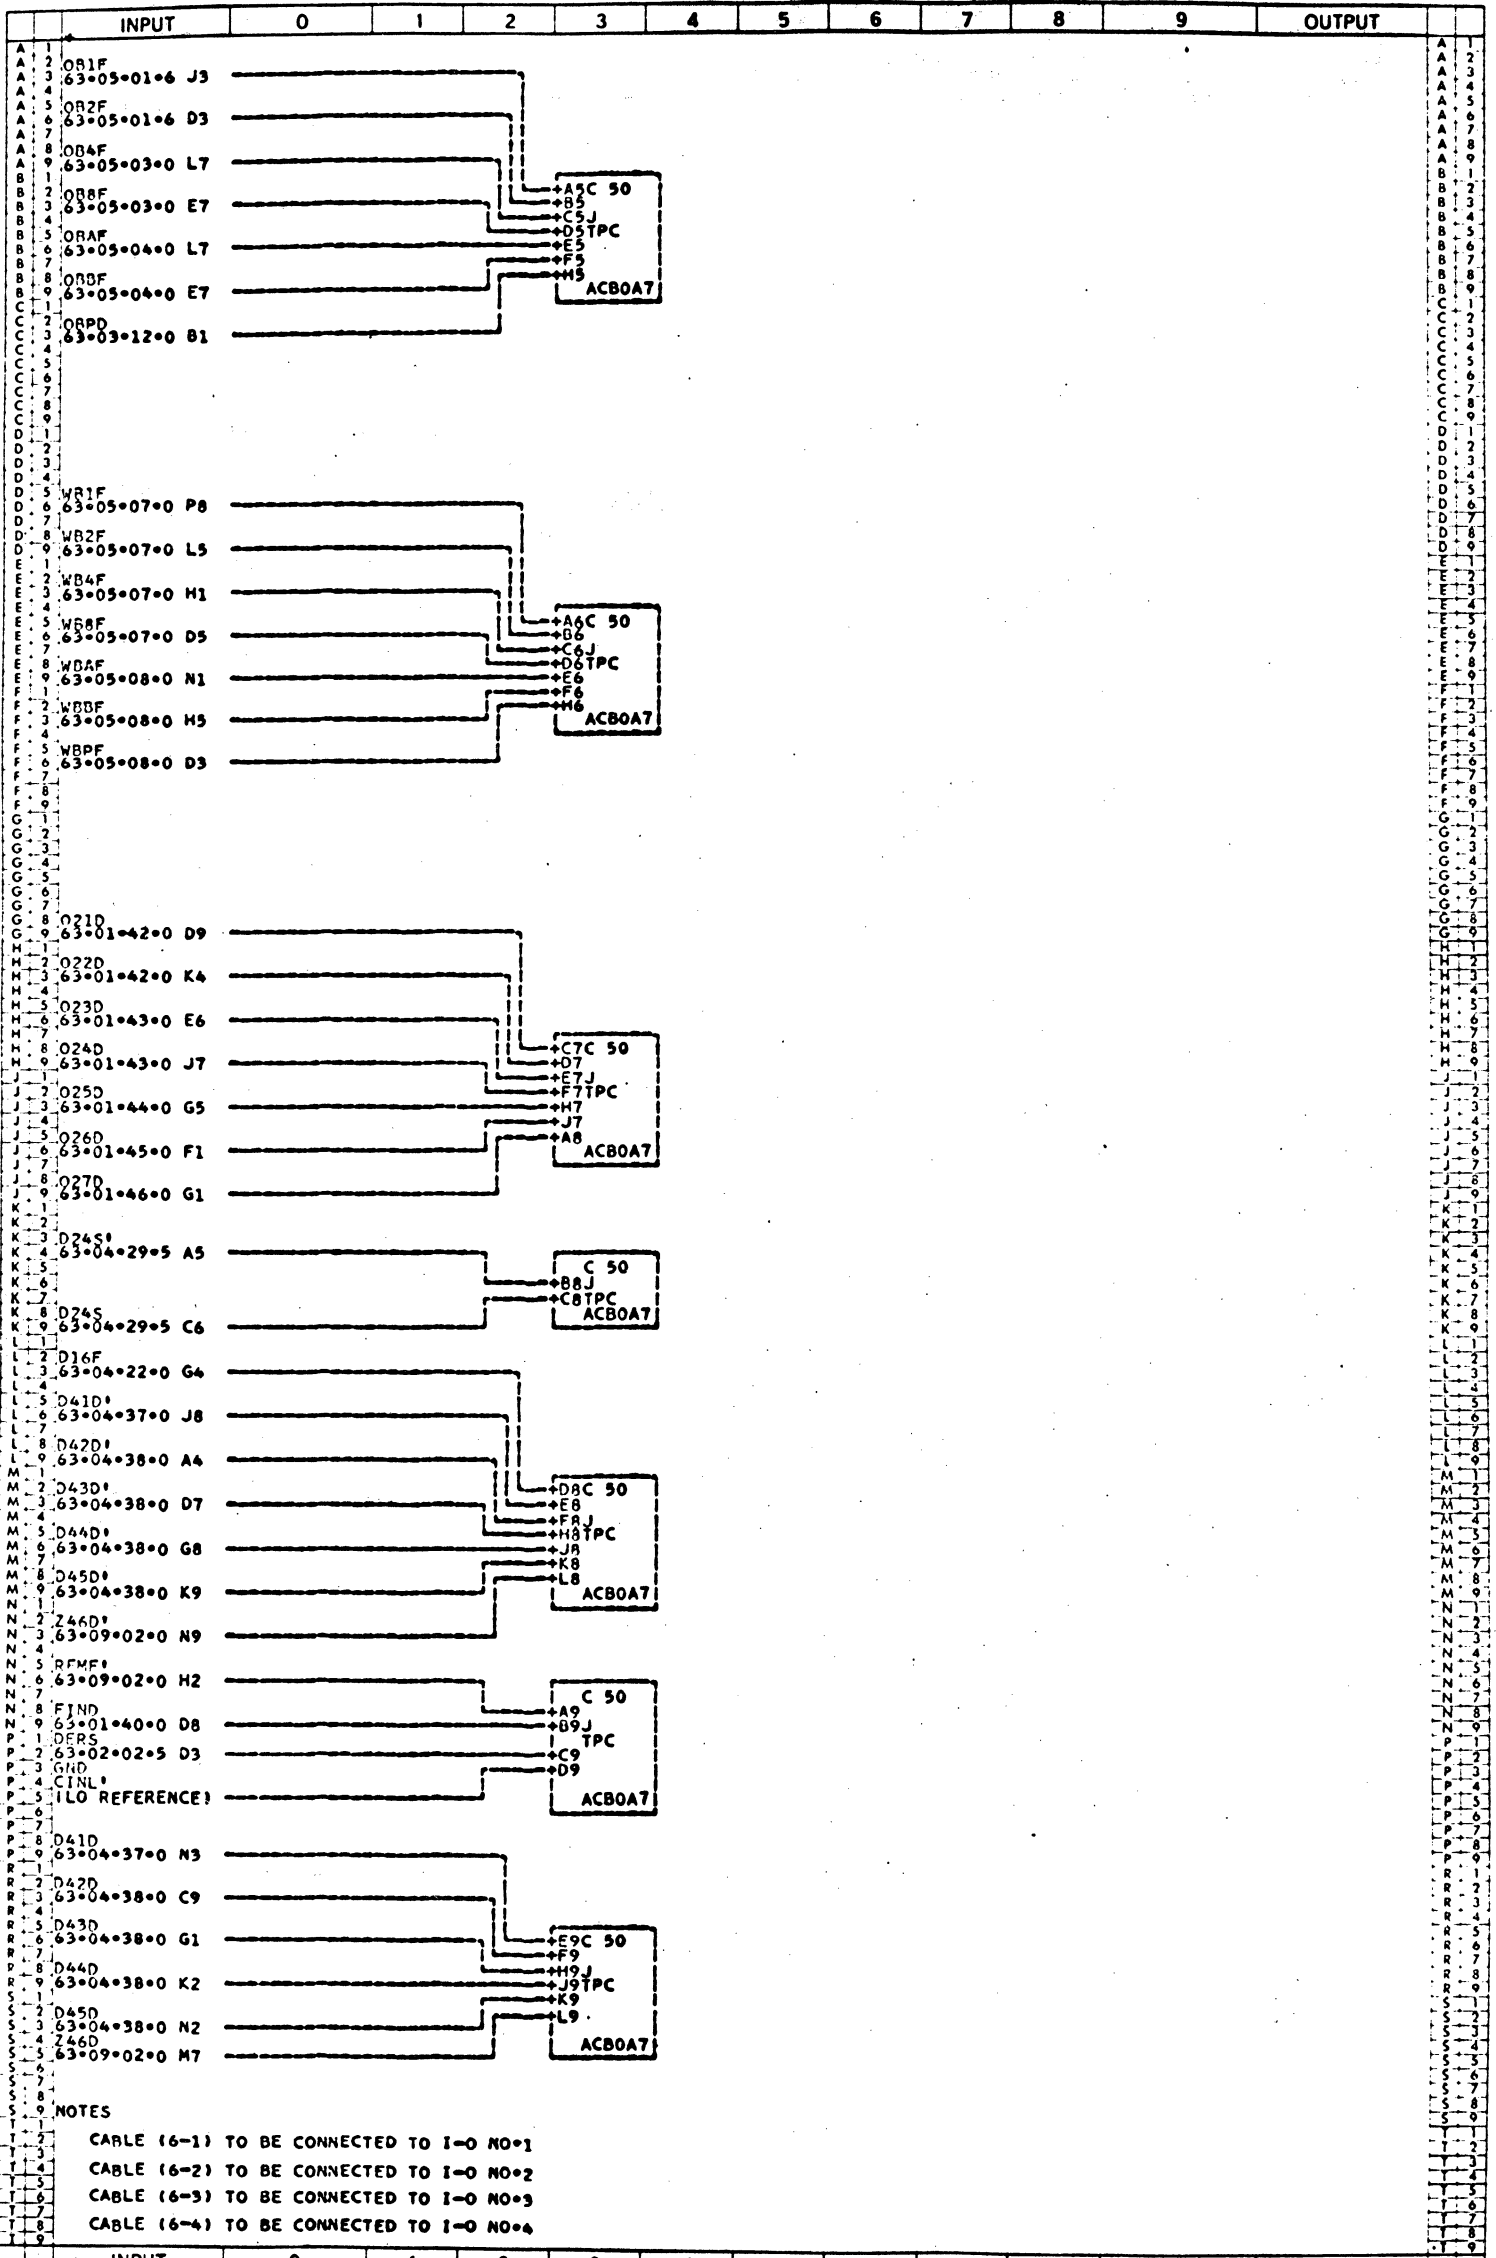 INPUT 0 1 2 3 4 5 6 7 8 9 OUTPUT
OB1F
63•05•01•6 J3
OB2F
63•05•01•6 D3
OB4F
63•05•03•0 L7
OB8F
63•05•03•0 E7
OBAF
63•05•04•0 L7
OBBF
63•05•04•0 E7
OBPD
63•03•12•0 B1
+A5C 50
+B5
+C5J
+D5TPC
+E5
+F5
+H5
ACB0A7
WB1F
63•05•07•0 P8
WB2F
63•05•07•0 L5
WB4F
63•05•07•0 H1
WB8F
63•05•07•0 D5
WBAF
63•05•08•0 N1
WBBF
63•05•08•0 H5
WBPF
63•05•08•0 D3
+A6C 50
+B6
+C6J
+D6TPC
+E6
+F6
+H6
ACB0A7
O21D
63•01•42•0 D9
O22D
63•01•42•0 K4
O23D
63•01•43•0 E6
O24D
63•01•43•0 J7
O25D
63•01•44•0 G5
O26D
63•01•45•0 F1
O27D
63•01•46•0 G1
+C7C 50
+D7
+E7J
+F7TPC
+H7
+J7
+A8
ACB0A7
D24S'
63•04•29•5 A5
D24S
63•04•29•5 C6
C 50
+B8J
+C8TPC
ACB0A7
D16F
63•04•22•0 G4
D41D'
63•04•37•0 J8
D42D'
63•04•38•0 A4
D43D'
63•04•38•0 D7
D44D'
63•04•38•0 G8
D45D'
63•04•38•0 K9
Z46D'
63•09•02•0 N9
+D8C 50
+E8
+F8J
+H8TPC
+J8
+K8
+L8
ACB0A7
REMF'
63•09•02•0 H2
FIND
63•01•40•0 D8
DERS
63•02•02•5 D3
GND
CINL'
(LO REFERENCE)
C 50
+A9
+B9J
TPC
+C9
+D9
ACB0A7
D41D
63•04•37•0 N3
D42D
63•04•38•0 C9
D43D
63•04•38•0 G1
D44D
63•04•38•0 K2
D45D
63•04•38•0 N2
Z46D
63•09•02•0 M7
+E9C 50
+F9
+H9J
+J9TPC
+K9
+L9
ACB0A7
NOTES
CABLE (6-1) TO BE CONNECTED TO I-O NO•1
CABLE (6-2) TO BE CONNECTED TO I-O NO•2
CABLE (6-3) TO BE CONNECTED TO I-O NO•3
CABLE (6-4) TO BE CONNECTED TO I-O NO•4